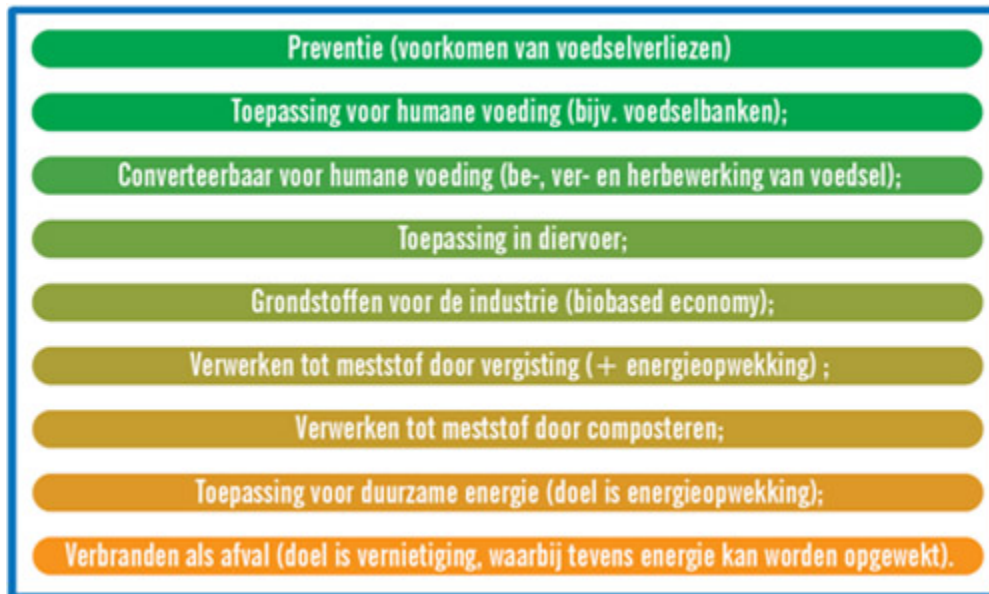 Preventie (voorkomen van voedselverliezen)
Toepassing voor humane voeding (bijv. voedselbanken);
Converteerbaar voor humane voeding (be-, ver- en herbewerking van voedsel);
Toepassing in diervoer;
Grondstoffen voor de industrie (biobased economy);
Verwerken tot meststof door vergisting (+ energieopwekking) ;
Verwerken tot meststof door composteren;
Toepassing voor duurzame energie (doel is energieopwekking);
Verbranden als afval (doel is vernietiging, waarbij tevens energie kan worden opgewekt).